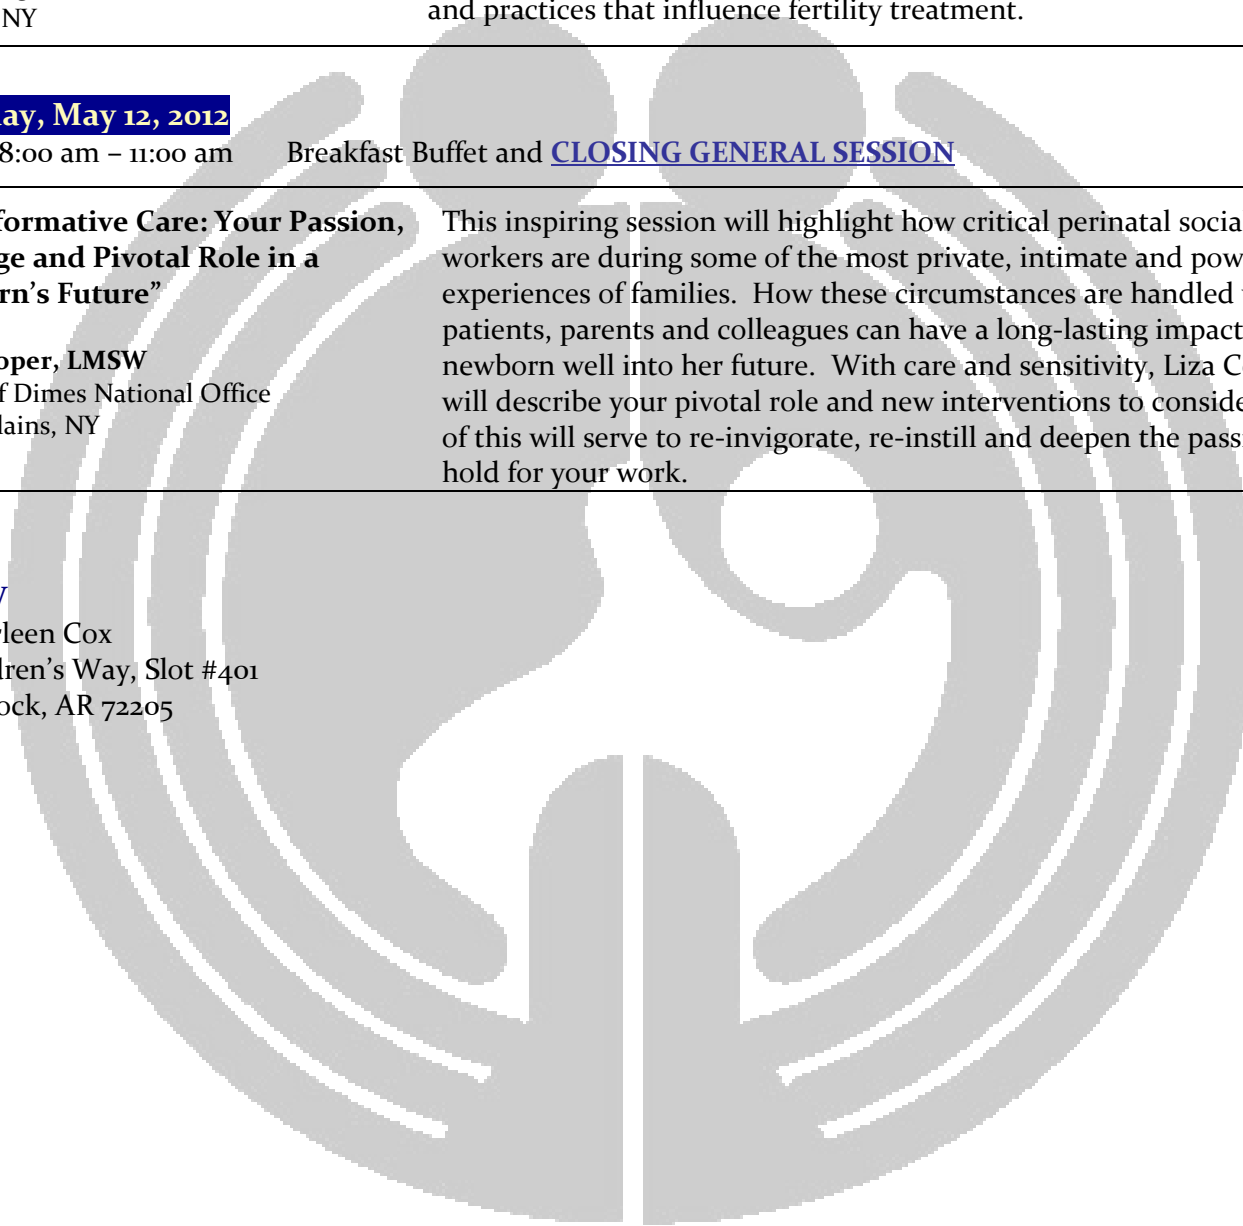 NY
and practices that influence fertility treatment.
ay, May 12, 2012
8:00 am – 11:00 am Breakfast Buffet and CLOSING GENERAL SESSION
formative Care: Your Passion,
ge and Pivotal Role in a
rn’s Future”
oper, LMSW
f Dimes National Office
lains, NY
This inspiring session will highlight how critical perinatal social
workers are during some of the most private, intimate and pow
experiences of families. How these circumstances are handled
patients, parents and colleagues can have a long-lasting impact
newborn well into her future. With care and sensitivity, Liza C
will describe your pivotal role and new interventions to conside
of this will serve to re-invigorate, re-instill and deepen the pass
hold for your work.
leen Cox
dren’s Way, Slot #401
ock, AR 72205